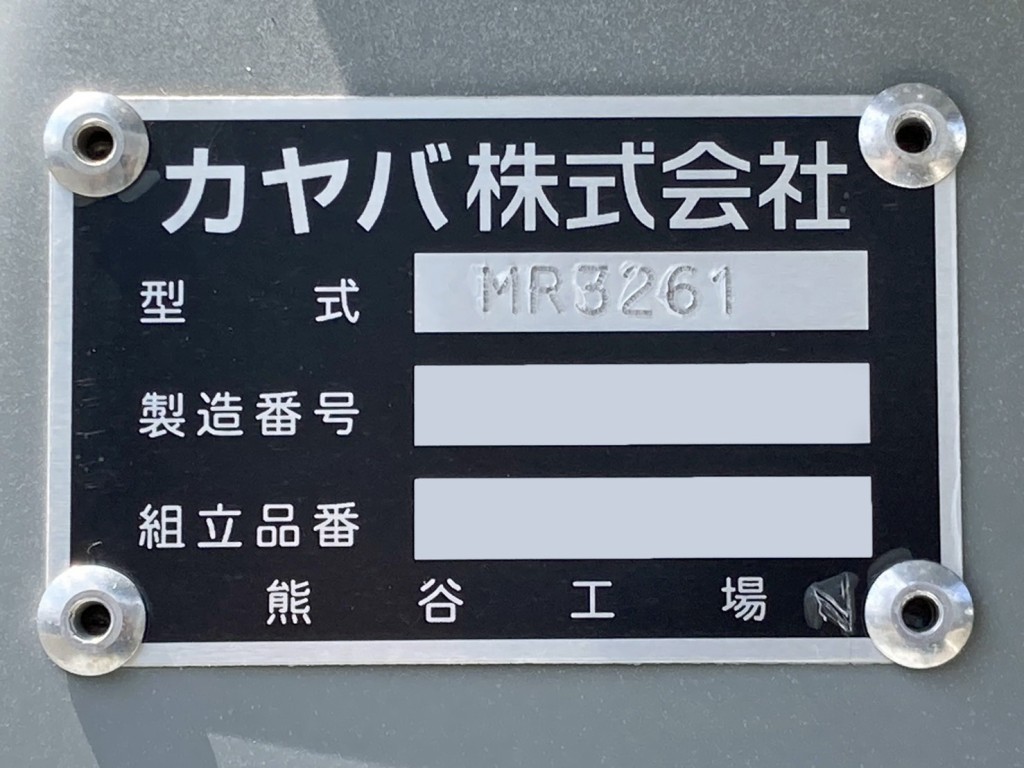 カヤバ株式会社
型式 MR3261
製造番号
組立品番
熊谷工場